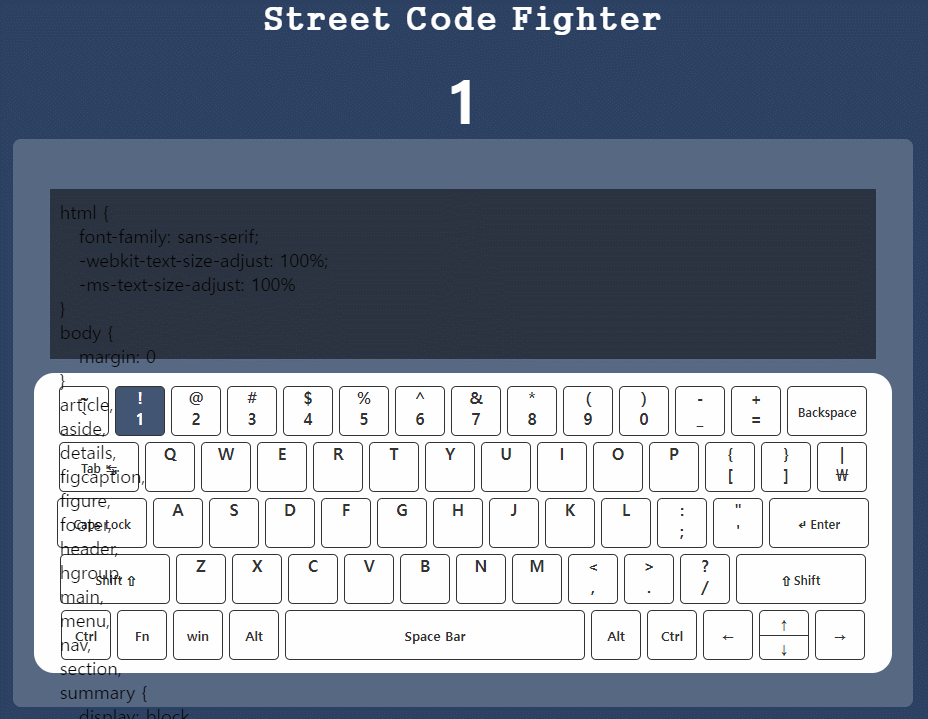 Street Code Fighter
1
html {
font-family: sans-serif;
-webkit-text-size-adjust: 100%;
-ms-text-size-adjust: 100%
}
body {
margin: 0
}
article,
aside,
details,
figcaption,
figure,
footer,
header,
hgroup,
main,
menu,
nav,
section,
summary {
display: block
~ ! @ # $ % ^ & * ( ) - +
` 1 2 3 4 5 6 7 8 9 0 _ = Backspace
Tab ↹ Q W E R T Y U I O P { } |
[ ] ₩
Caps Lock A S D F G H J K L : " ↵ Enter
; '
Shift ⇧ Z X C V B N M < > ? ⇧ Shift
, . /
Ctrl Fn win Alt Space Bar Alt Ctrl ← ↑ →
↓